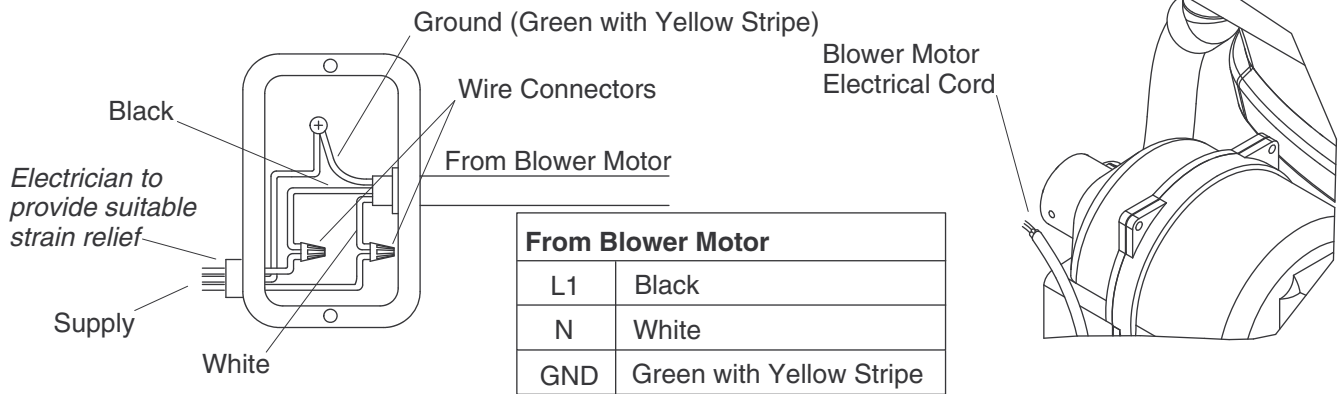 Ground (Green with Yellow Stripe)
Blower Motor
Electrical Cord
Wire Connectors
Black
From Blower Motor
Electrician to
provide suitable
strain relief
Supply
White
From Blower Motor
L1 Black
N White
GND Green with Yellow Stripe